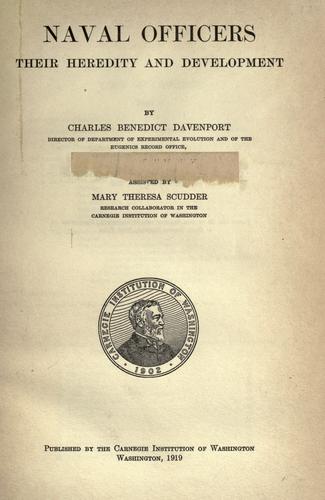 NAVAL OFFICERS
THEIR HEREDITY AND DEVELOPMENT
BY
CHARLES BENEDICT DAVENPORT
DIRECTOR OF DEPARTMENT OF EXPERIMENTAL EVOLUTION AND OF THE
EUGENICS RECORD OFFICE,
ASSISTED BY
MARY THERESA SCUDDER
RESEARCH COLLABORATOR IN THE
CARNEGIE INSTITUTION OF WASHINGTON
CARNEGIE INSTITUTION OF WASHINGTON
1902
PUBLISHED BY THE CARNEGIE INSTITUTION OF WASHINGTON
WASHINGTON, 1919